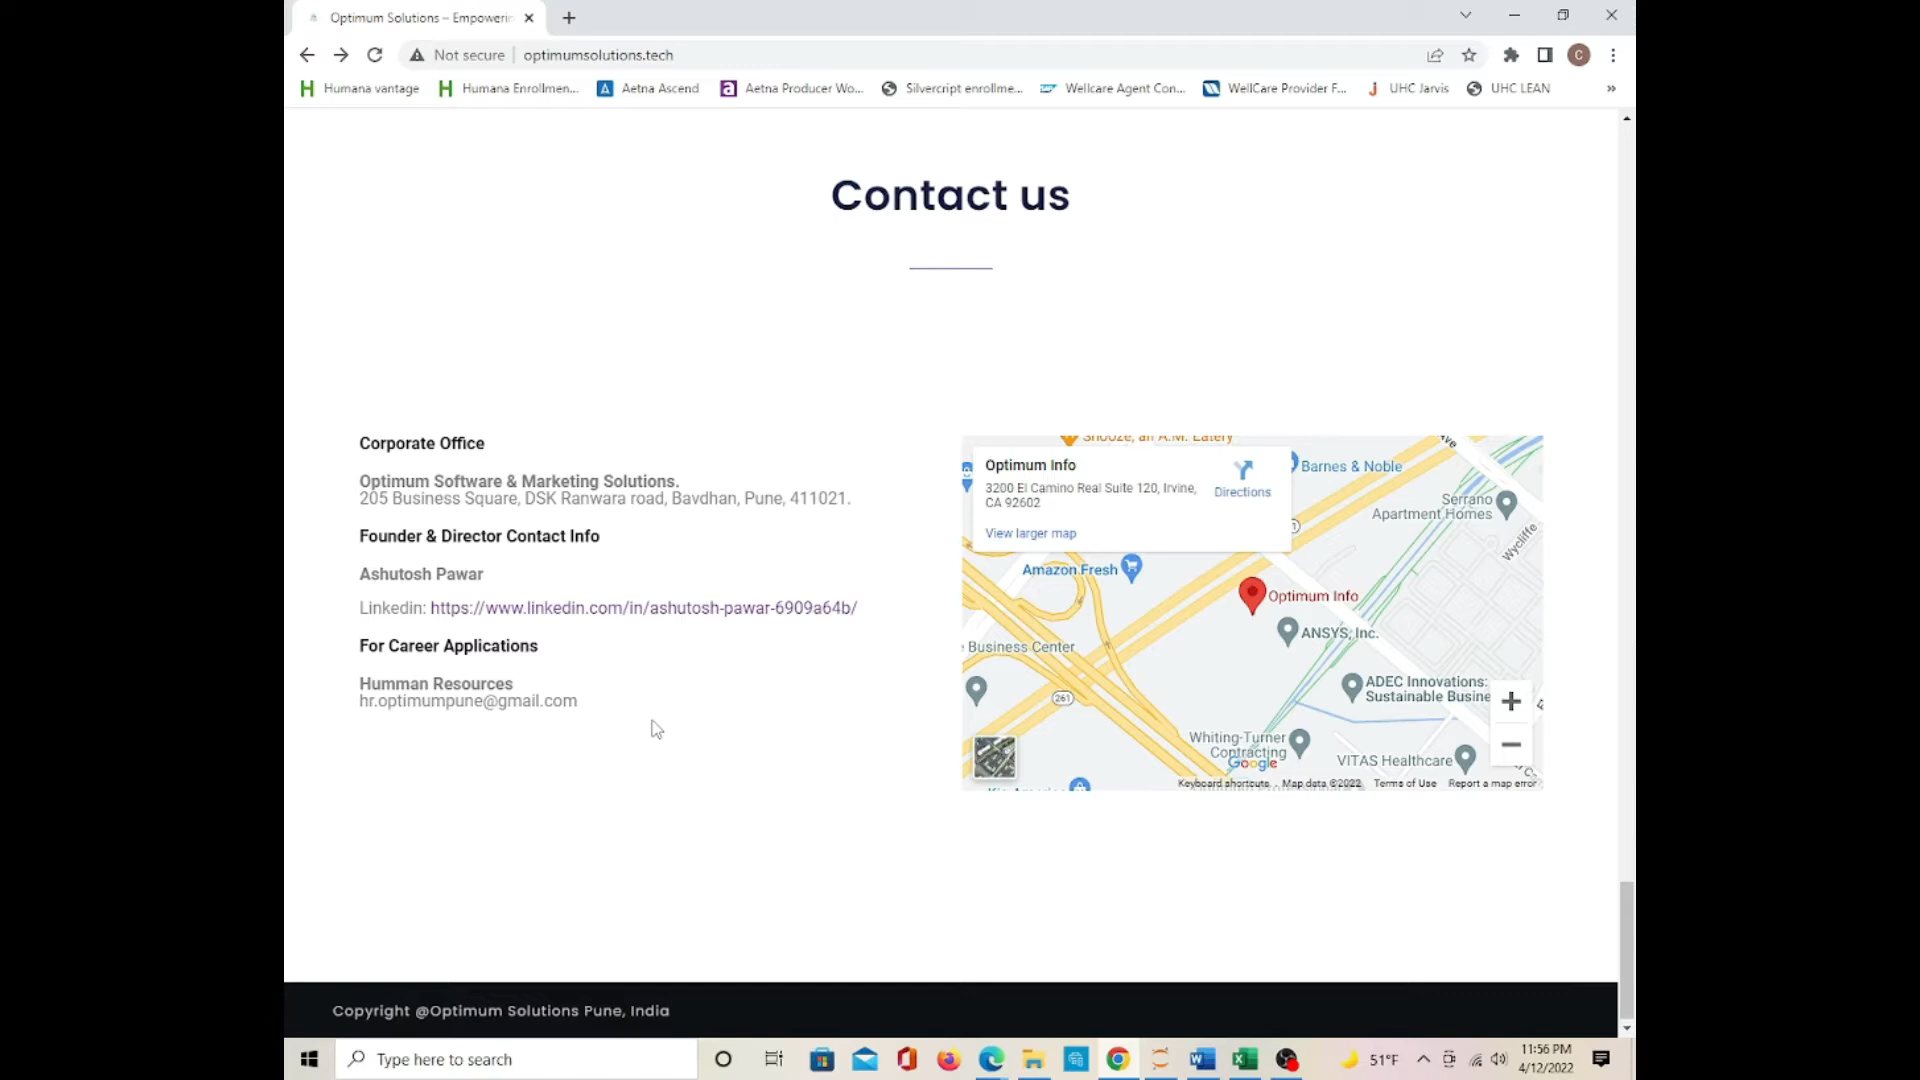 Optimum Solutions – Empowerin
Not secure
optimumsolutions.tech
Humana vantage
Humana Enrollmen...
Aetna Ascend
Aetna Producer Wo...
Silvercript enrollme...
Wellcare Agent Con...
WellCare Provider F...
UHC Jarvis
UHC LEAN
Contact us
Corporate Office
Optimum Software & Marketing Solutions.
205 Business Square, DSK Ranwara road, Bavdhan, Pune, 411021.
Founder & Director Contact Info
Ashutosh Pawar
Linkedin: https://www.linkedin.com/in/ashutosh-pawar-6909a64b/
For Career Applications
Humman Resources
hr.optimumpune@gmail.com
Snooze, an A.M. Eatery
Optimum Info
3200 El Camino Real Suite 120, Irvine,
CA 92602
Directions
View larger map
Barnes & Noble
Serrano
Apartment Homes
Wycliffe
Amazon Fresh
Optimum Info
ANSYS, Inc.
Business Center
ADEC Innovations:
Sustainable Busine
261
Whiting-Turner
Contracting
Google
VITAS Healthcare
Keyboard shortcuts
Map data ©2022
Terms of Use
Report a map error
Copyright @Optimum Solutions Pune, India
Type here to search
51°F
11:56 PM
4/12/2022